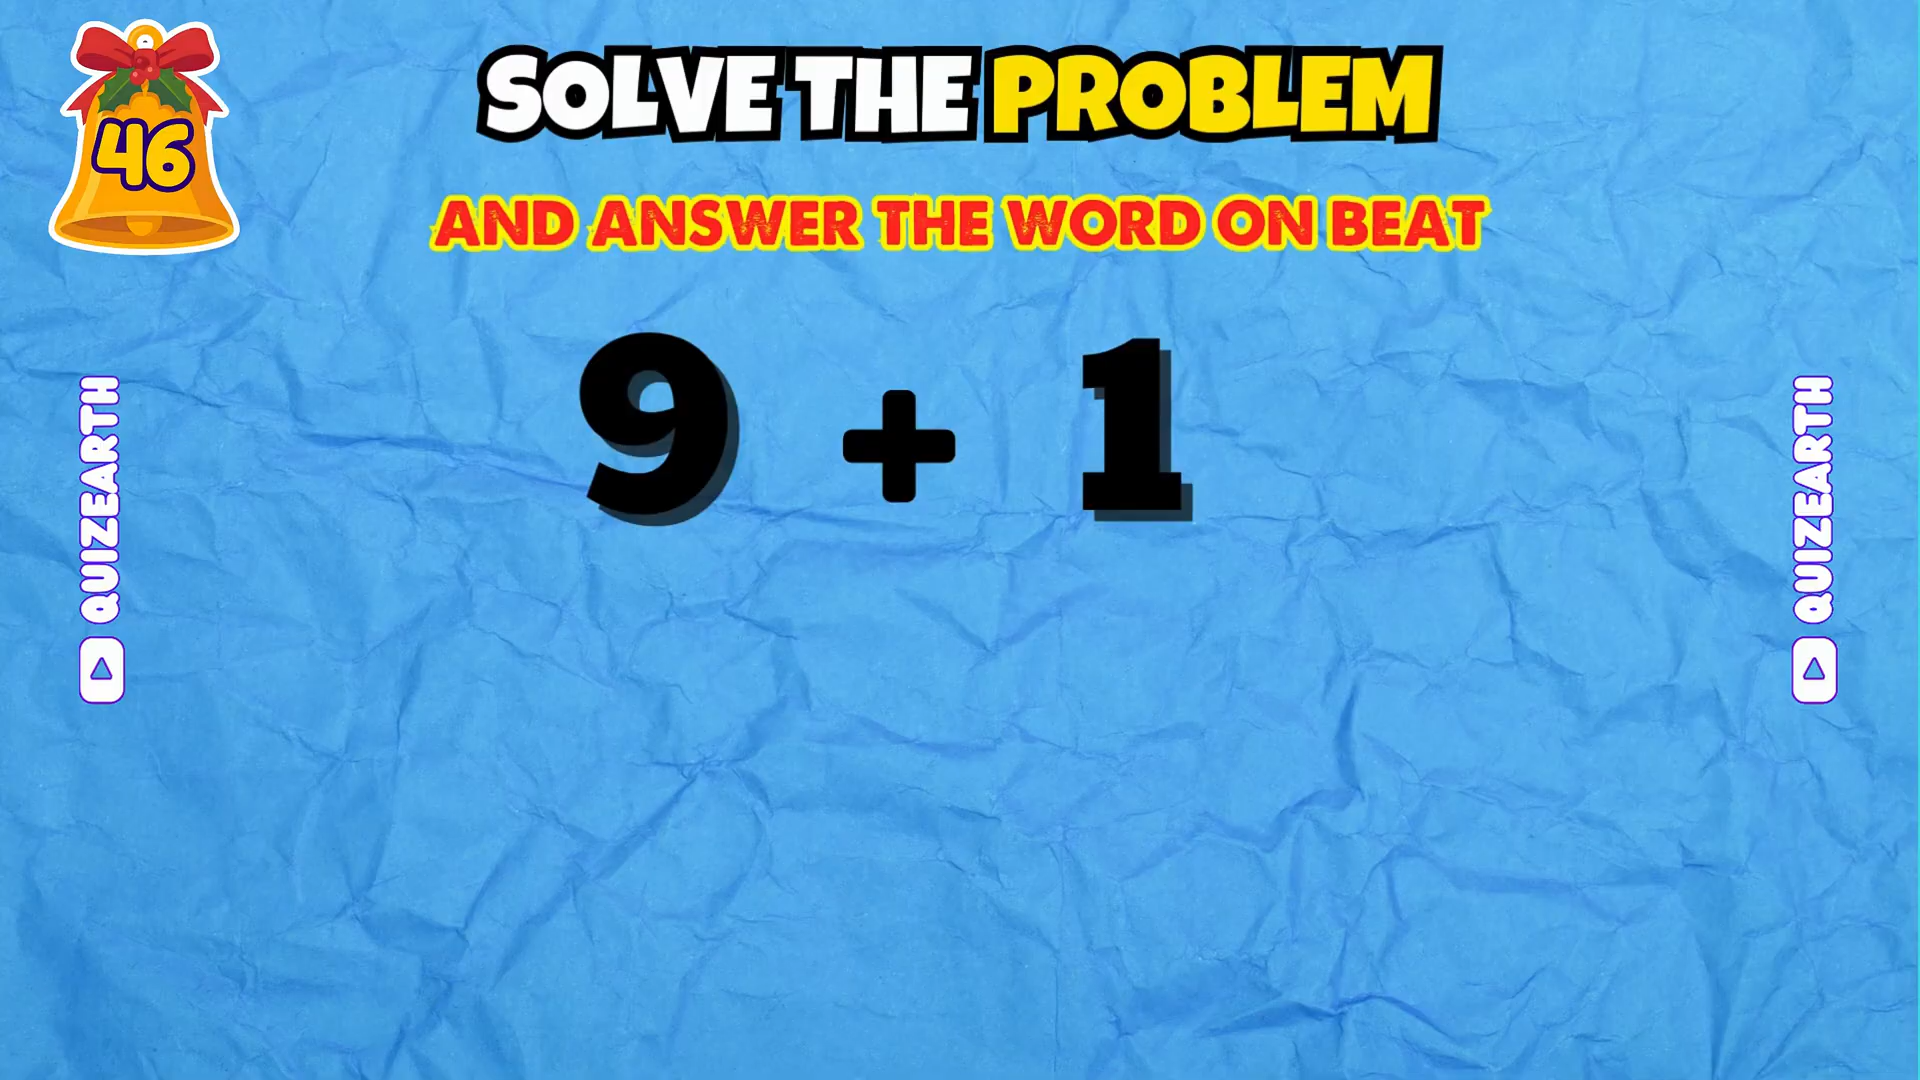 46
SOLVE THE PROBLEM
AND ANSWER THE WORD ON BEAT
9 + 1
QUIZEARTH
QUIZEARTH